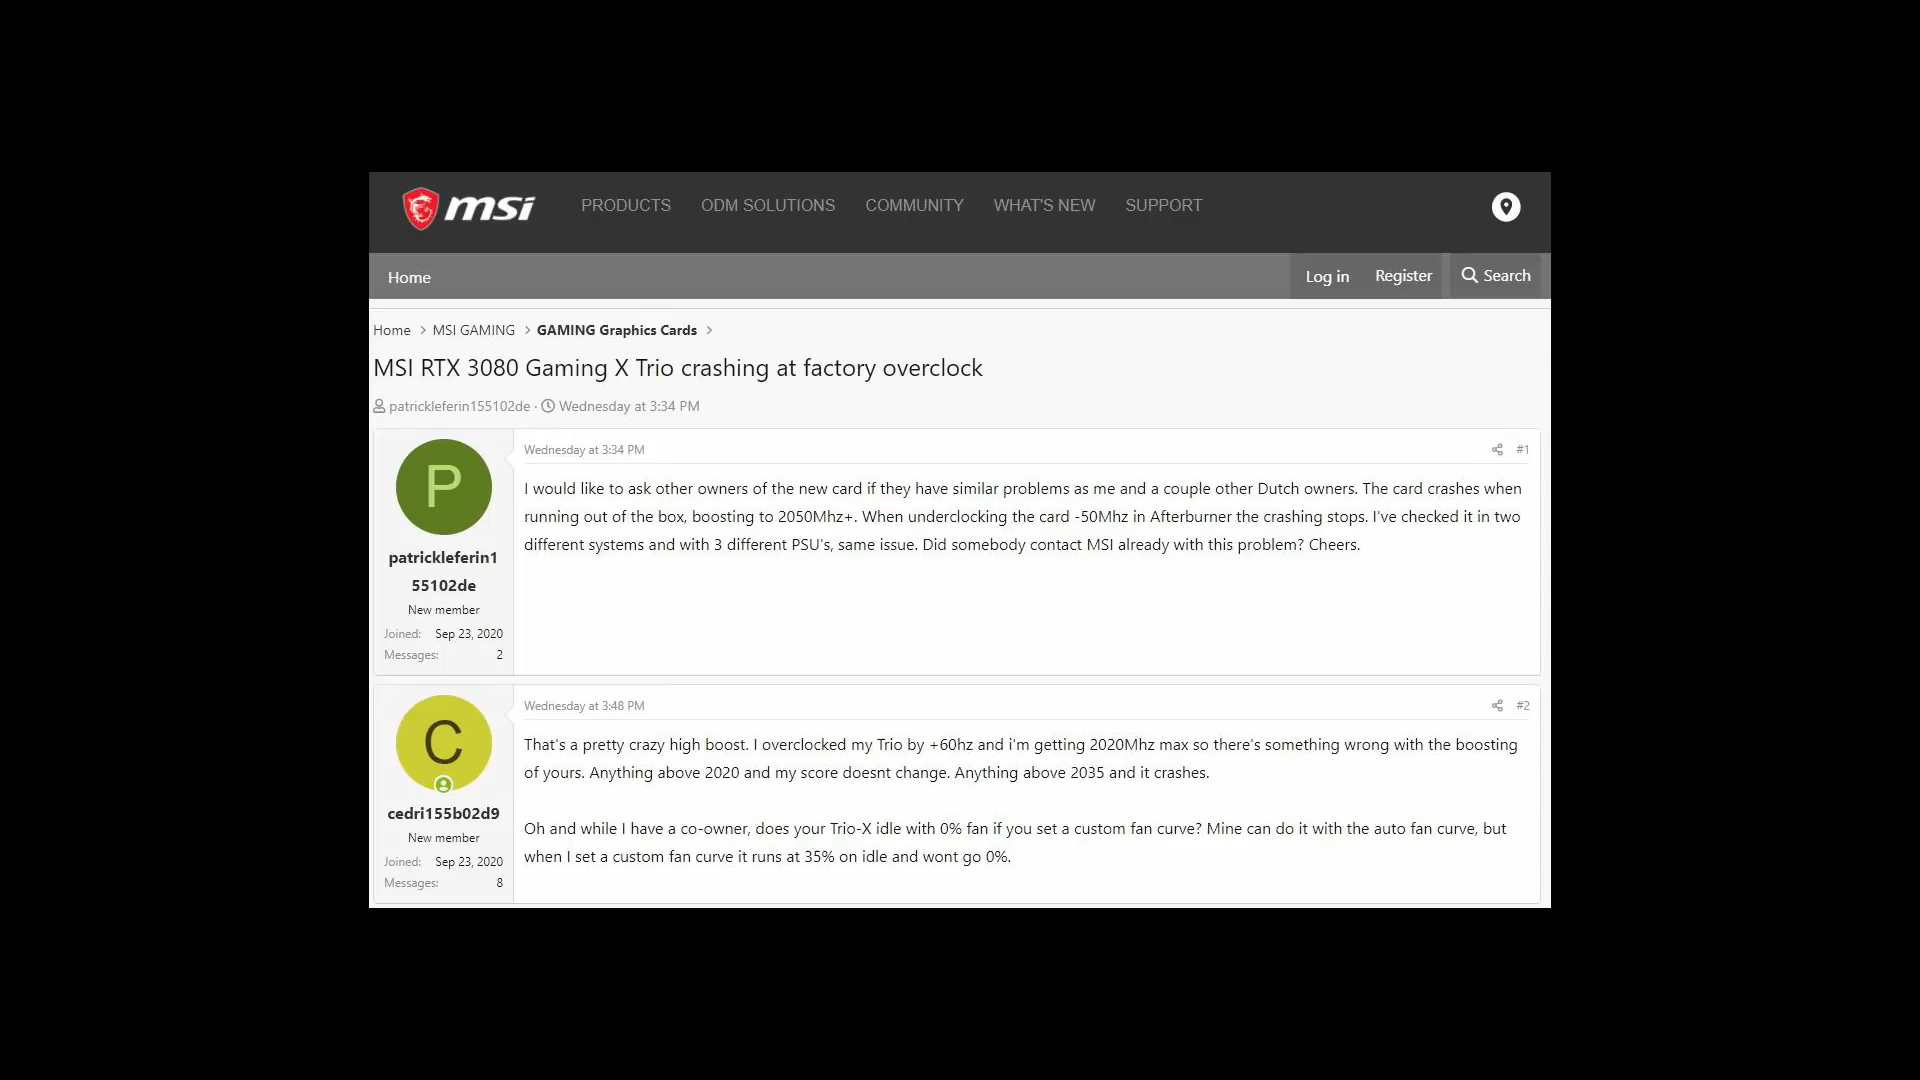 msi PRODUCTS ODM SOLUTIONS COMMUNITY WHAT'S NEW SUPPORT
Home Log in Register Search
Home > MSI GAMING > GAMING Graphics Cards >
MSI RTX 3080 Gaming X Trio crashing at factory overclock
patrickleferin155102de · Wednesday at 3:34 PM
P
patrickleferin1
55102de
New member
Joined: Sep 23, 2020
Messages: 2
Wednesday at 3:34 PM #1
I would like to ask other owners of the new card if they have similar problems as me and a couple other Dutch owners. The card crashes when
running out of the box, boosting to 2050Mhz+. When underclocking the card -50Mhz in Afterburner the crashing stops. I've checked it in two
different systems and with 3 different PSU's, same issue. Did somebody contact MSI already with this problem? Cheers.
C
cedri155b02d9
New member
Joined: Sep 23, 2020
Messages: 8
Wednesday at 3:48 PM #2
That's a pretty crazy high boost. I overclocked my Trio by +60hz and i'm getting 2020Mhz max so there's something wrong with the boosting
of yours. Anything above 2020 and my score doesnt change. Anything above 2035 and it crashes.
Oh and while I have a co-owner, does your Trio-X idle with 0% fan if you set a custom fan curve? Mine can do it with the auto fan curve, but
when I set a custom fan curve it runs at 35% on idle and wont go 0%.